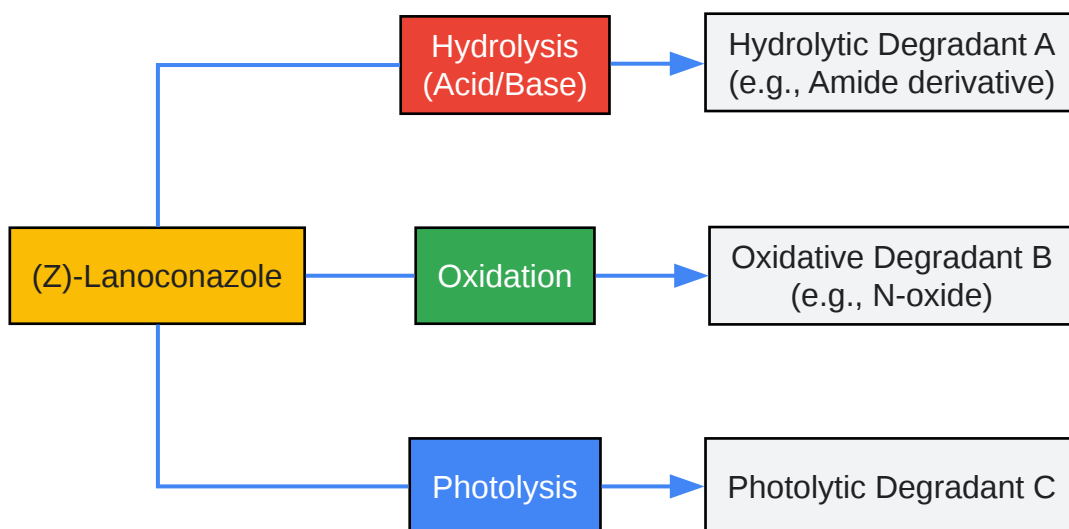 Hydrolysis
(Acid/Base)
Hydrolytic Degradant A
(e.g., Amide derivative)
(Z)-Lanoconazole
Oxidation
Oxidative Degradant B
(e.g., N-oxide)
Photolysis
Photolytic Degradant C